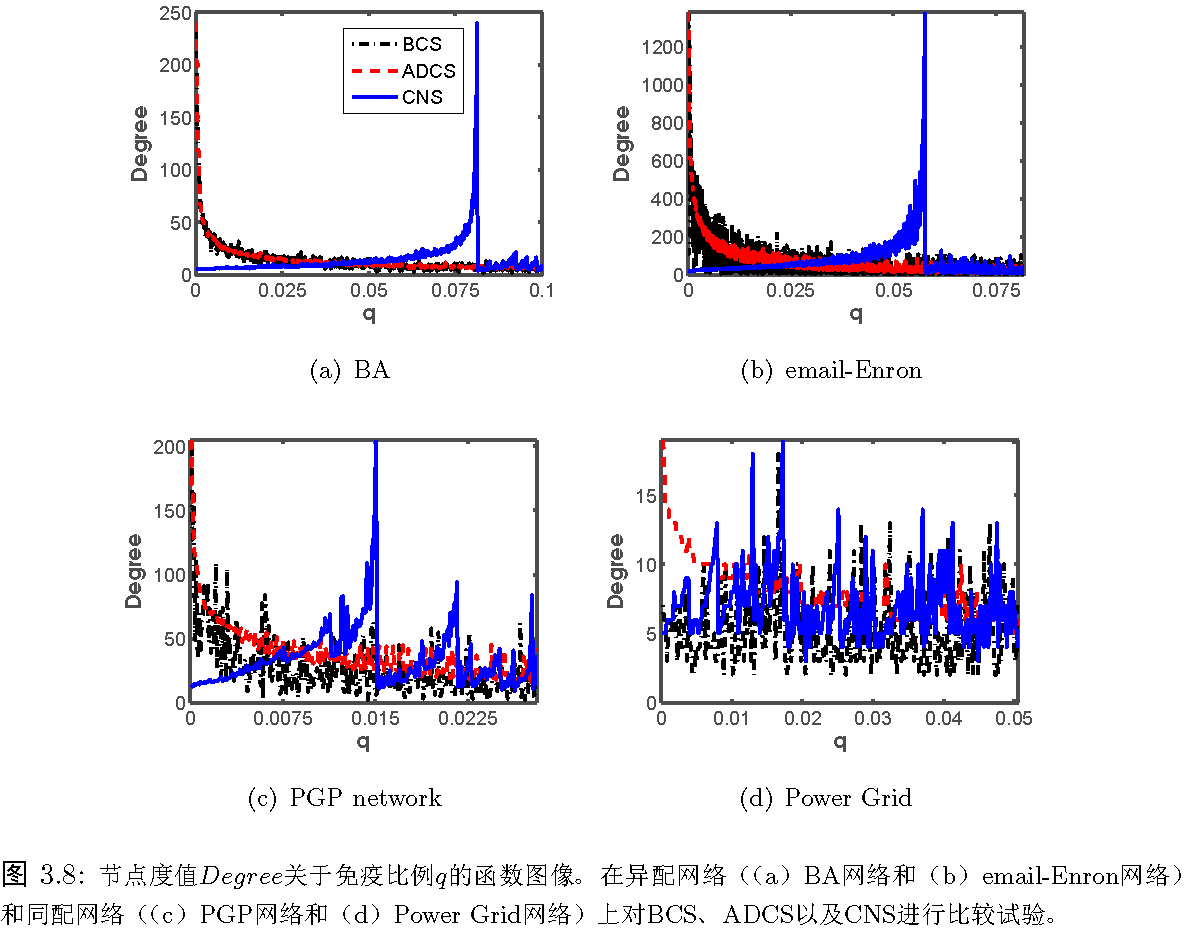 250
200
150
100
50
0
Degree
BCS
ADCS
CNS
0 0.025 0.05 0.075 0.1
q
(a) BA
1200
1000
800
600
400
200
0
Degree
0 0.025 0.05 0.075
q
(b) email-Enron
200
150
100
50
0
Degree
0 0.0075 0.015 0.0225
q
(c) PGP network
15
10
5
0
Degree
0 0.01 0.02 0.03 0.04 0.05
q
(d) Power Grid
图 3.8: 节点度值Degree关于免疫比例q的函数图像。在异配网络（(a）BA网络和（b）email-Enron网络）
和同配网络（(c）PGP网络和（d）Power Grid网络）上对BCS、ADCS以及CNS进行比较试验。